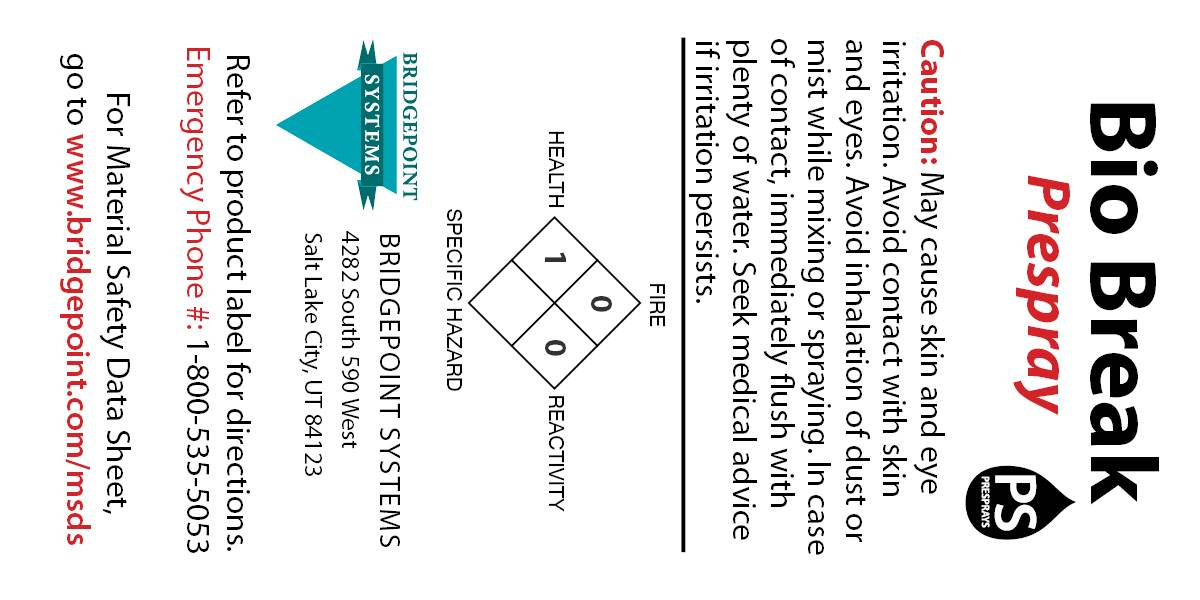 Bio Break
Prespray
PS
PRESPRAYS
Caution: May cause skin and eye
irritation. Avoid contact with skin
and eyes. Avoid inhalation of dust or
mist while mixing or spraying. In case
of contact, immediately flush with
plenty of water. Seek medical advice
if irritation persists.
FIRE
HEALTH
0
1
0
REACTIVITY
SPECIFIC HAZARD
BRIDGEPOINT
SYSTEMS
BRIDGEPOINT SYSTEMS
4282 South 590 West
Salt Lake City, UT 84123
Refer to product label for directions.
Emergency Phone #: 1-800-535-5053
For Material Safety Data Sheet,
go to www.bridgepoint.com/msds